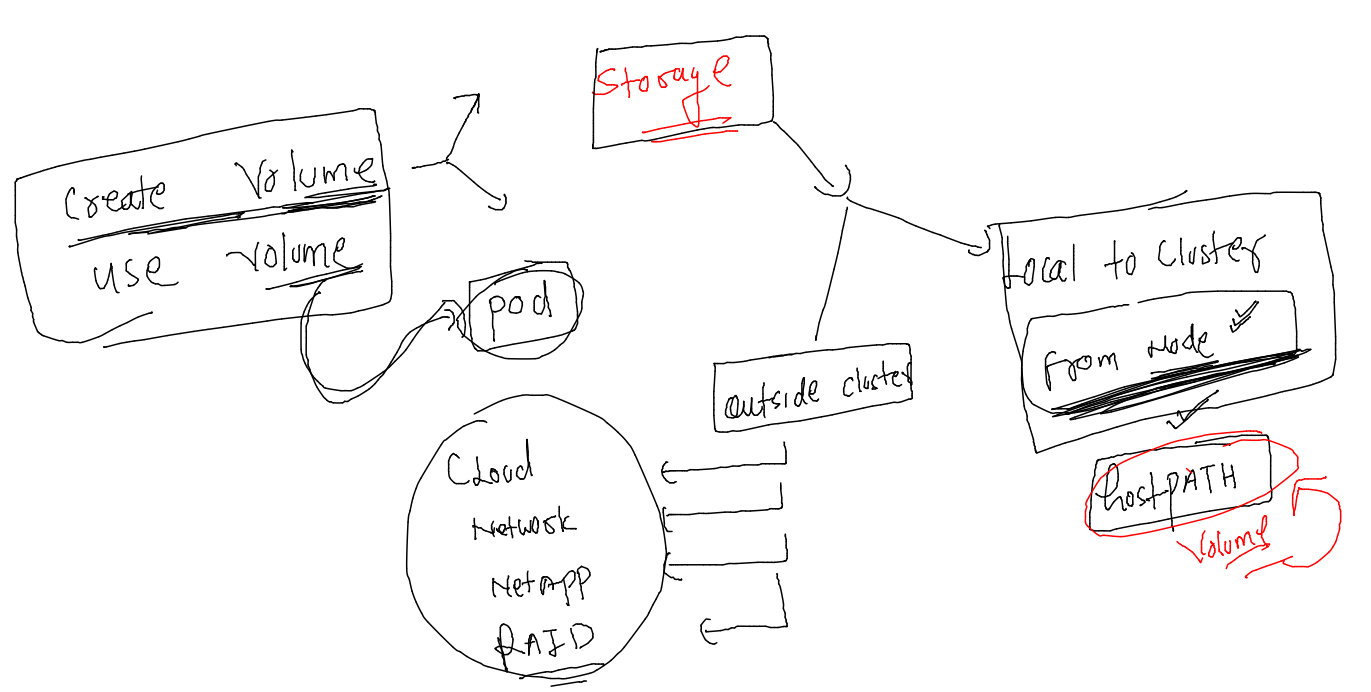 Storage
Create Volume
use volume
pod
Local to Cluster
From Node
outside cluster
hostPATH
Volume
Cloud
Network
NetApp
RAID